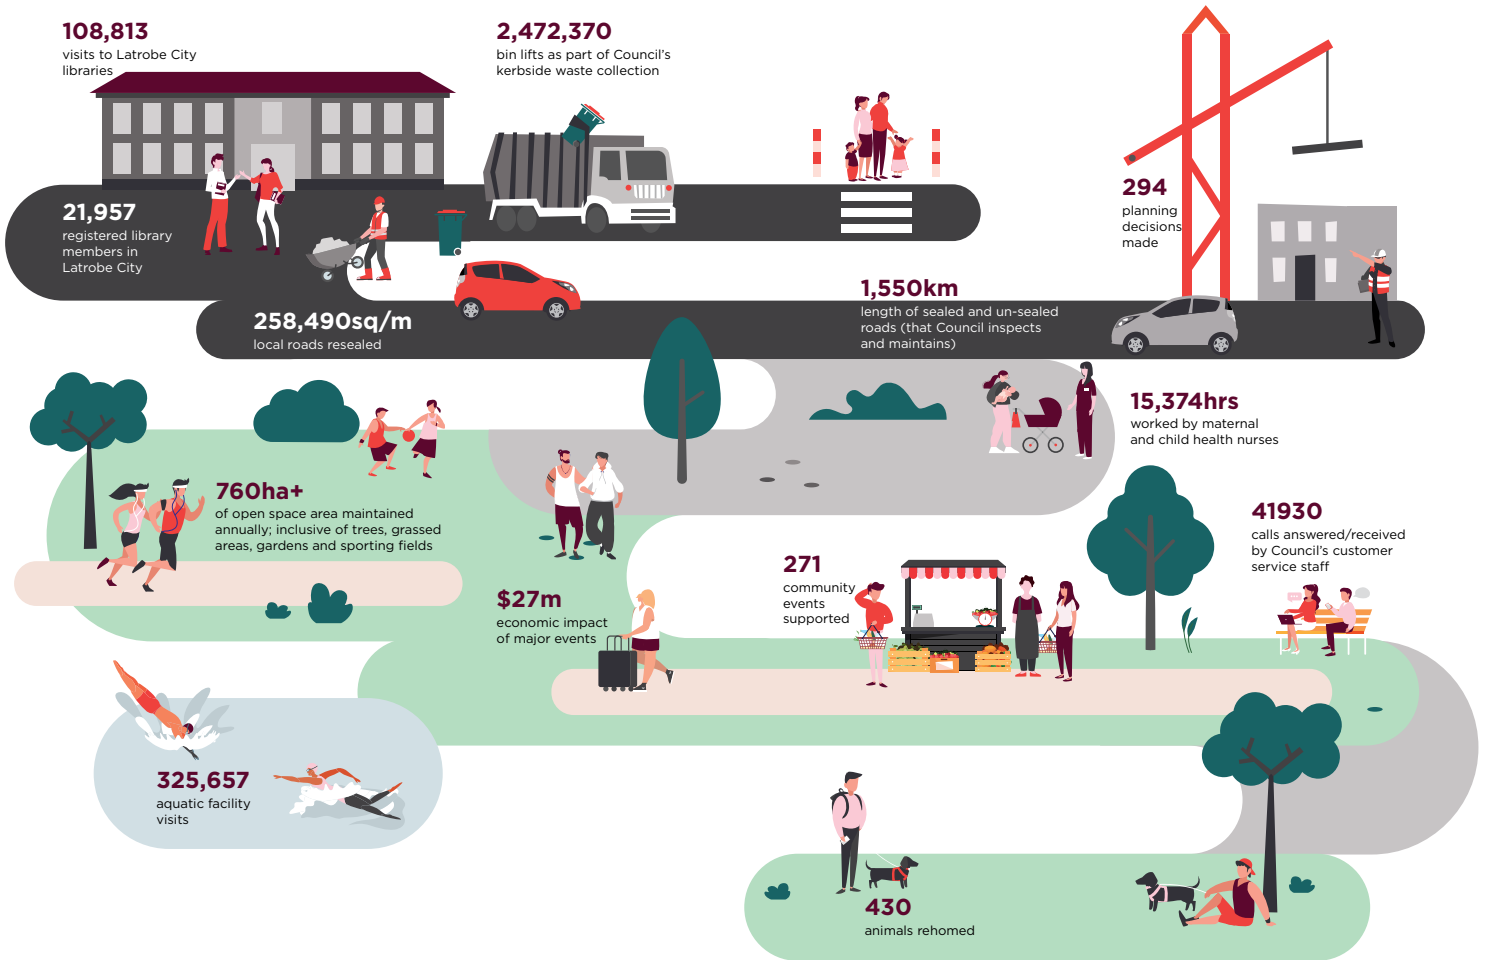 108,813
visits to Latrobe City
libraries
2,472,370
bin lifts as part of Council's
kerbside waste collection
294
planning
decisions
made
21,957
registered library
members in
Latrobe City
258,490sq/m
local roads resealed
1,550km
length of sealed and un-sealed
roads (that Council inspects
and maintains)
15,374hrs
worked by maternal
and child health nurses
760ha+
of open space area maintained
annually; inclusive of trees, grassed
areas, gardens and sporting fields
41930
calls answered/received
by Council's customer
service staff
271
community
events
supported
$27m
economic impact
of major events
325,657
aquatic facility
visits
430
animals rehomed